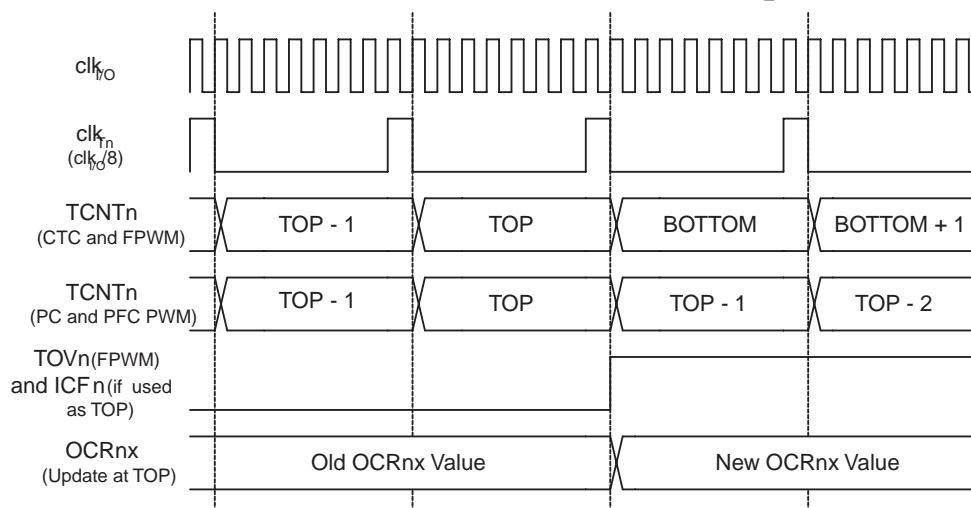 clkI/O
clkTn
(clkI/O/8)
TCNTn
(CTC and FPWM)
TOP - 1
TOP
BOTTOM
BOTTOM + 1
TCNTn
(PC and PFC PWM)
TOP - 1
TOP
TOP - 1
TOP - 2
TOVn(FPWM)
and ICFn(if used
as TOP)
OCRnx
(Update at TOP)
Old OCRnx Value
New OCRnx Value